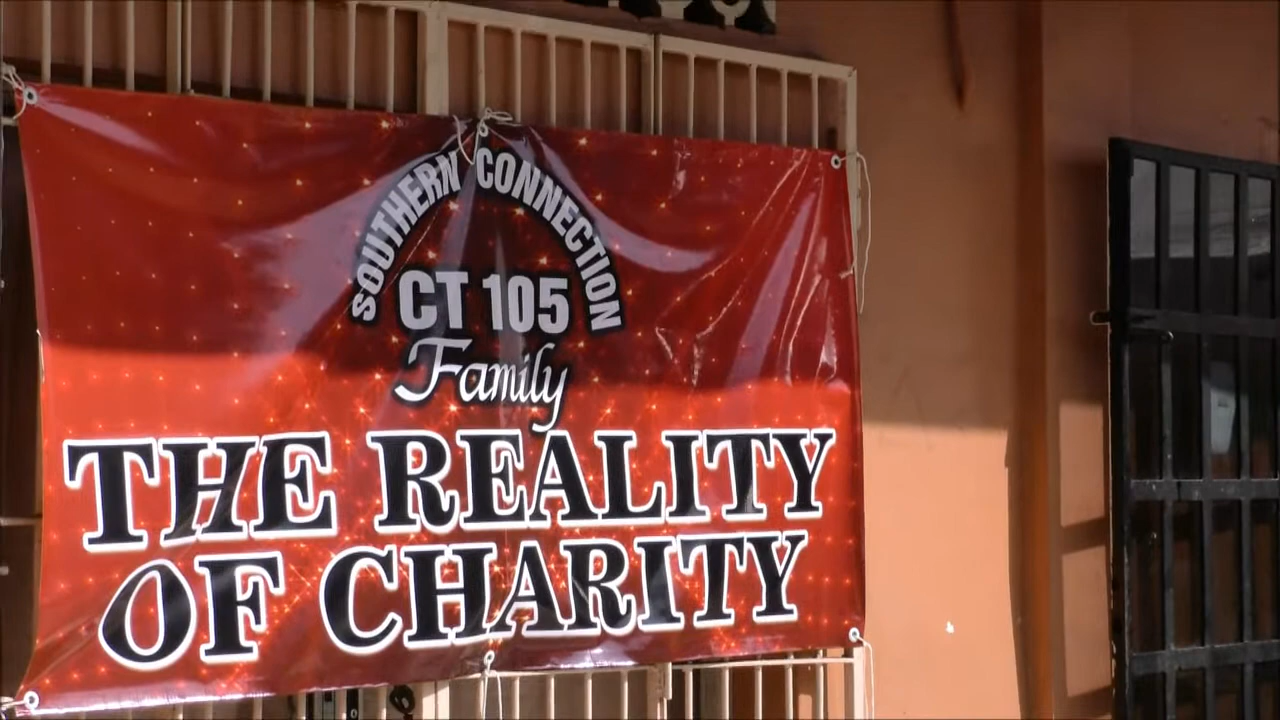 SOUTHERN CONNECTION
CT 105
Family
THE REALITY
OF CHARITY